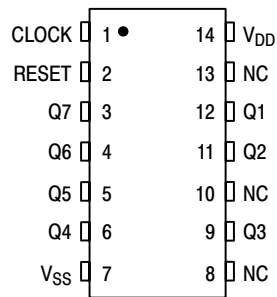 CLOCK 1 14 VDD
RESET 2 13 NC
Q7 3 12 Q1
Q6 4 11 Q2
Q5 5 10 NC
Q4 6 9 Q3
VSS 7 8 NC